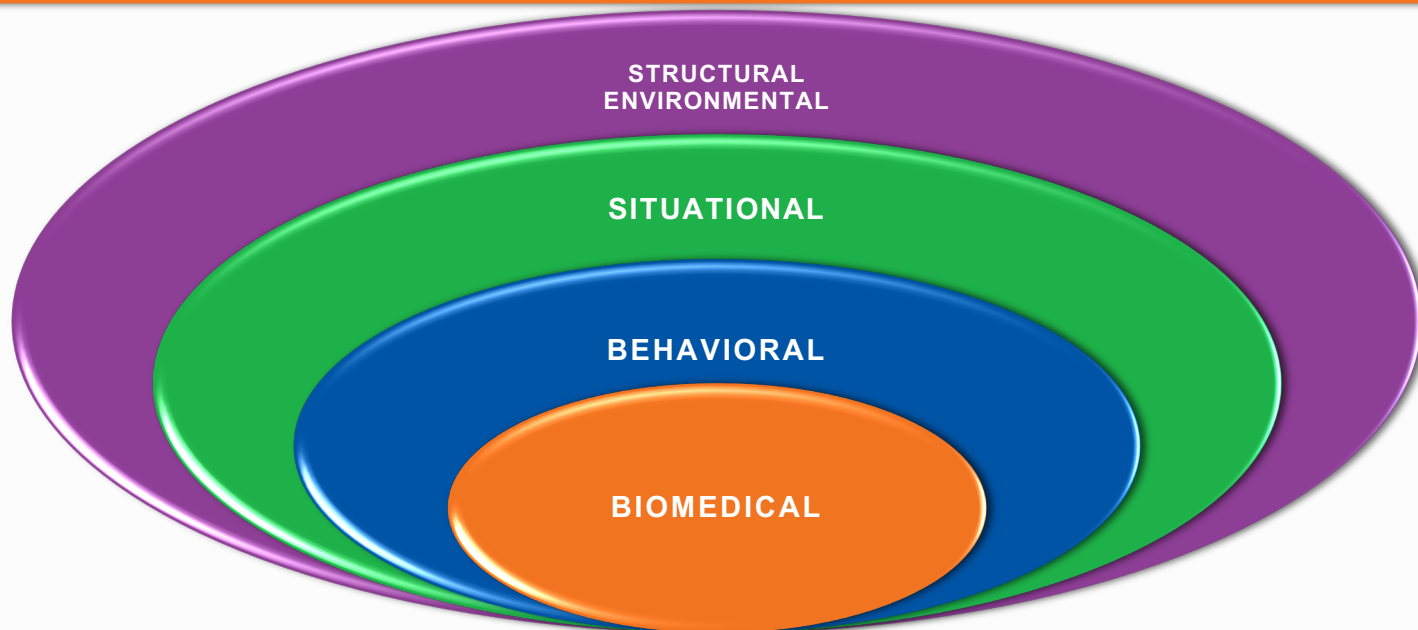 STRUCTURAL
ENVIRONMENTAL
SITUATIONAL
BEHAVIORAL
BIOMEDICAL